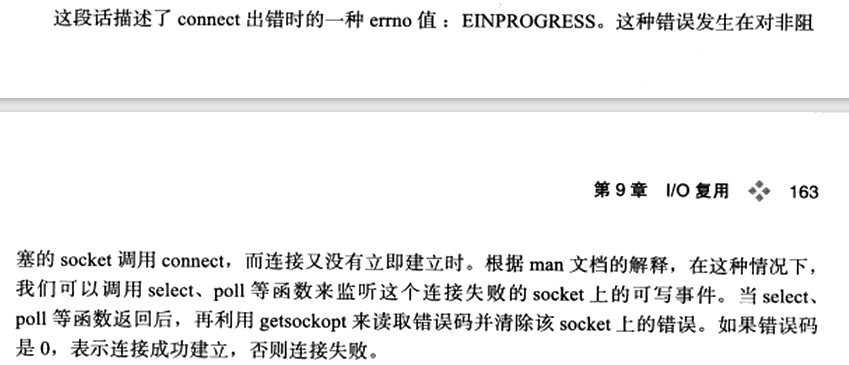 这段话描述了 connect 出错时的一种 errno 值：EINPROGRESS。这种错误发生在对非阻
第 9 章 I/O 复用 163
塞的 socket 调用 connect，而连接又没有立即建立时。根据 man 文档的解释，在这种情况下，
我们可以调用 select、poll 等函数来监听这个连接失败的 socket 上的可写事件。当 select、
poll 等函数返回后，再利用 getsockopt 来读取错误码并清除该 socket 上的错误。如果错误码
是 0，表示连接成功建立，否则连接失败。